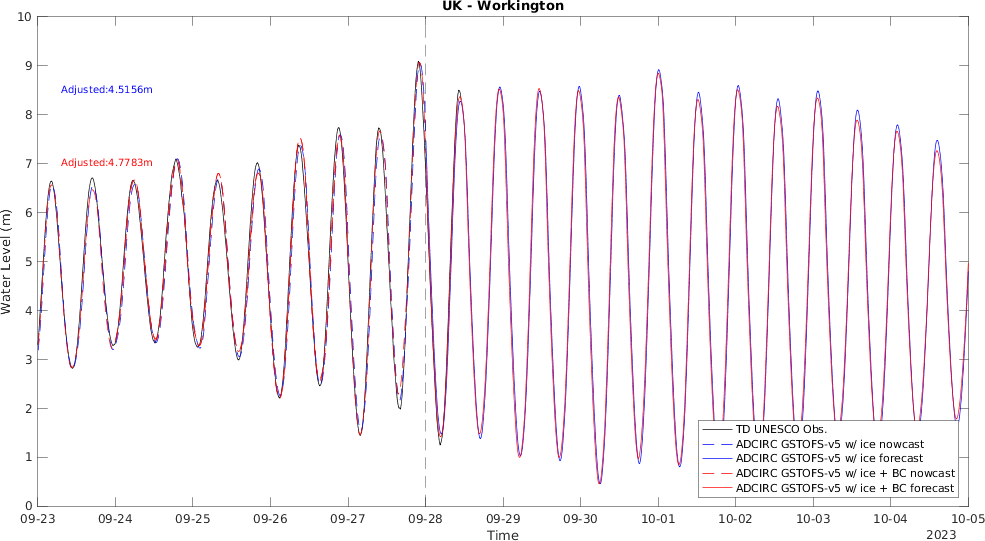 UK - Workington
10
9
8
7
6
5
4
3
2
1
0
Water Level (m)
Adjusted:4.5156m
Adjusted:4.7783m
TD UNESCO Obs.
ADCIRC GSTOFS-v5 w/ ice nowcast
ADCIRC GSTOFS-v5 w/ ice forecast
ADCIRC GSTOFS-v5 w/ ice + BC nowcast
ADCIRC GSTOFS-v5 w/ ice + BC forecast
09-23 09-24 09-25 09-26 09-27 09-28 09-29 09-30 10-01 10-02 10-03 10-04 10-05
Time
2023